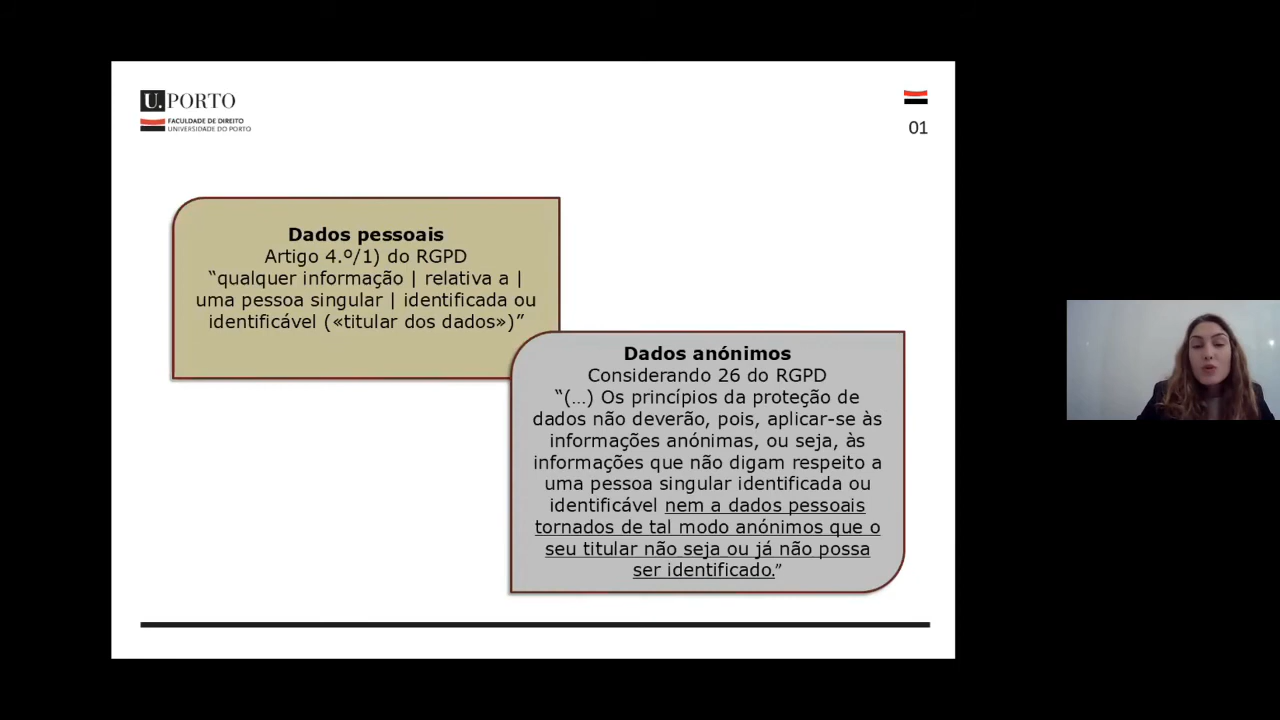 U.PORTO
FACULDADE DE DIREITO
UNIVERSIDADE DO PORTO
01
Dados pessoais
Artigo 4.º/1) do RGPD
“qualquer informação | relativa a |
uma pessoa singular | identificada ou
identificável («titular dos dados»)”
Dados anónimos
Considerando 26 do RGPD
“(...) Os princípios da proteção de
dados não deverão, pois, aplicar-se às
informações anónimas, ou seja, às
informações que não digam respeito a
uma pessoa singular identificada ou
identificável nem a dados pessoais
tornados de tal modo anónimos que o
seu titular não seja ou já não possa
ser identificado.”